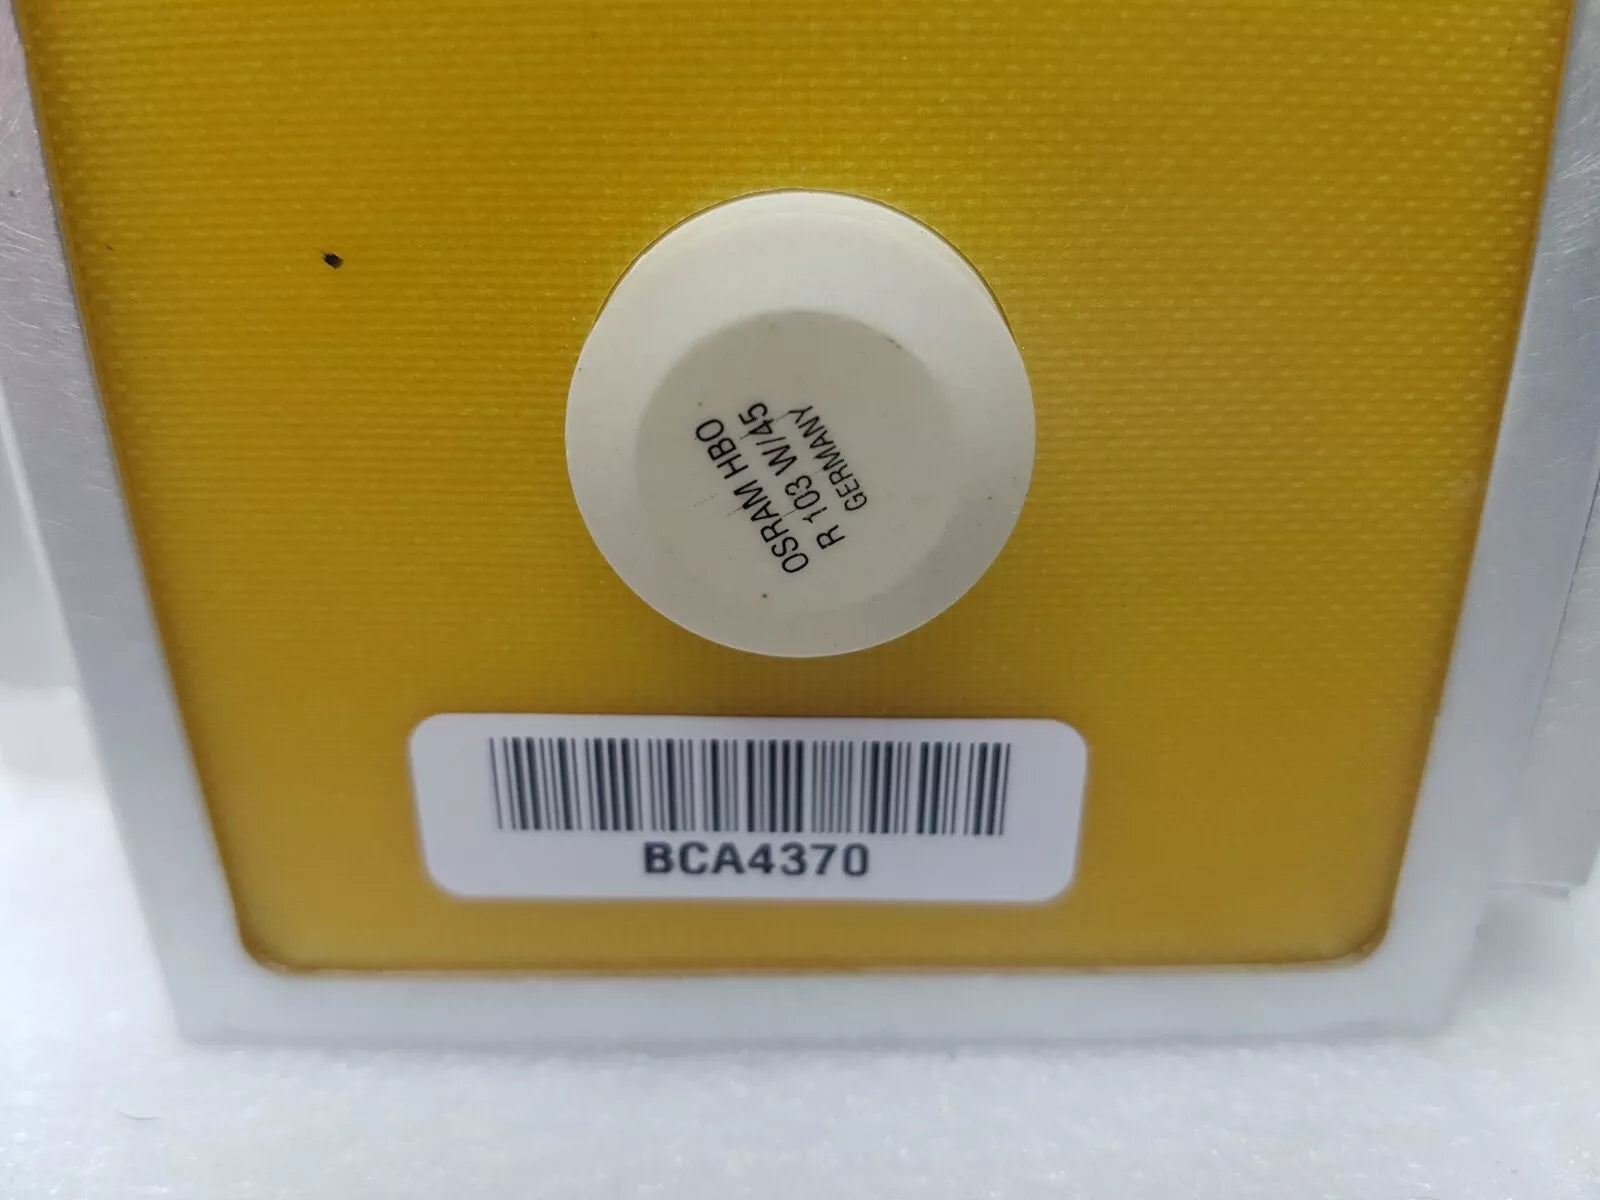 OSRAM HBO
R 103 W/45
GERMANY
BCA4370